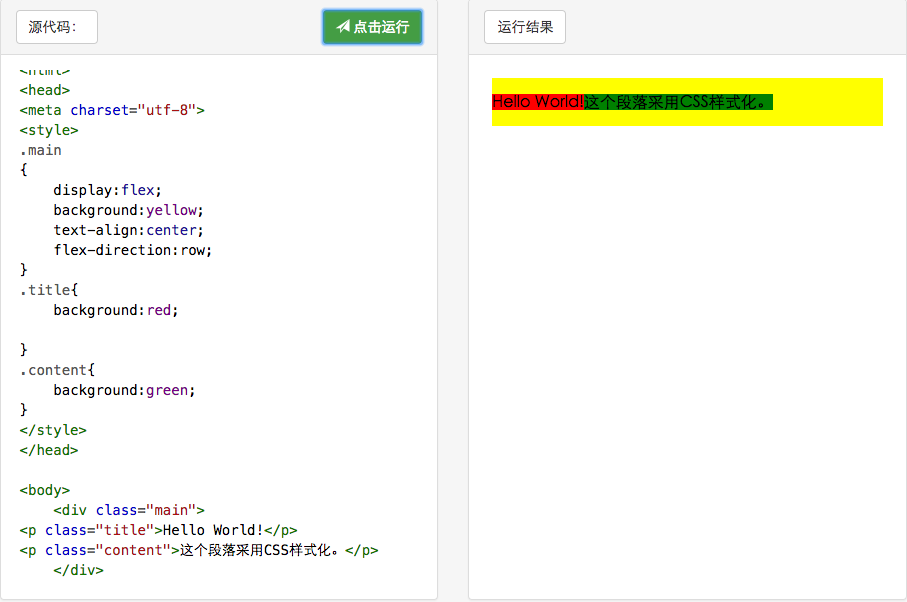 源代码：
点击运行
<html>
<head>
<meta charset="utf-8">
<style>
.main
{
    display:flex;
    background:yellow;
    text-align:center;
    flex-direction:row;
}
.title{
    background:red;

}
.content{
    background:green;
}
</style>
</head>

<body>
    <div class="main">
<p class="title">Hello World!</p>
<p class="content">这个段落采用CSS样式化。</p>
    </div>
运行结果
Hello World!这个段落采用CSS样式化。